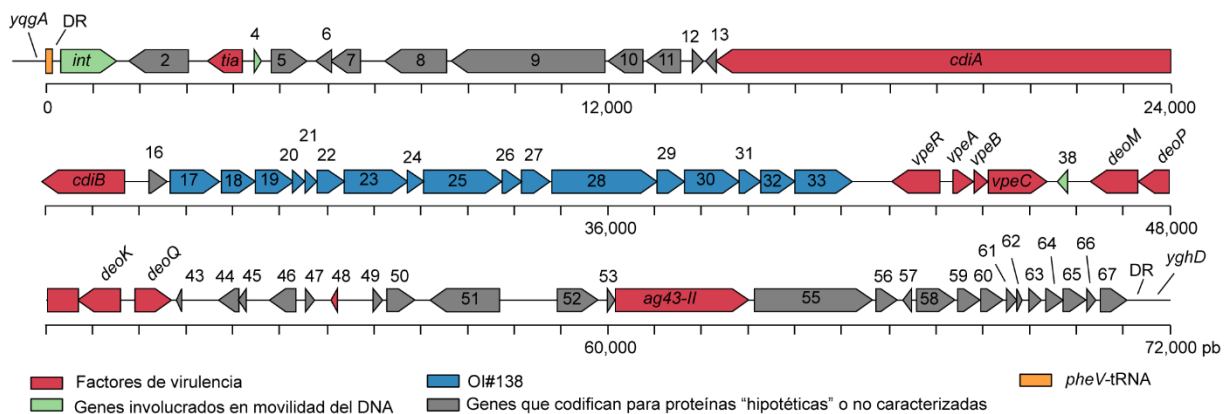 yqgA DR
4 6 12 13
int 2 tia 5 7 8 9 10 11 cdiA
0 12,000 24,000
16 20 21 22 24 26 27 29 31 vpeR vpeA vpeB 38 deoM deoP
cdiB 17 18 19 23 25 28 30 32 33 vpeC
36,000 48,000
deoK deoQ 43 44 45 46 47 48 49 50 53 56 57 59 60 61 62 63 64 65 66 67 DR yghD
51 52 ag43-II 55 58
60,000 72,000 pb
Factores de virulencia OI#138 pheV-tRNA
Genes involucrados en movilidad del DNA Genes que codifican para proteínas “hipotéticas” o no caracterizadas